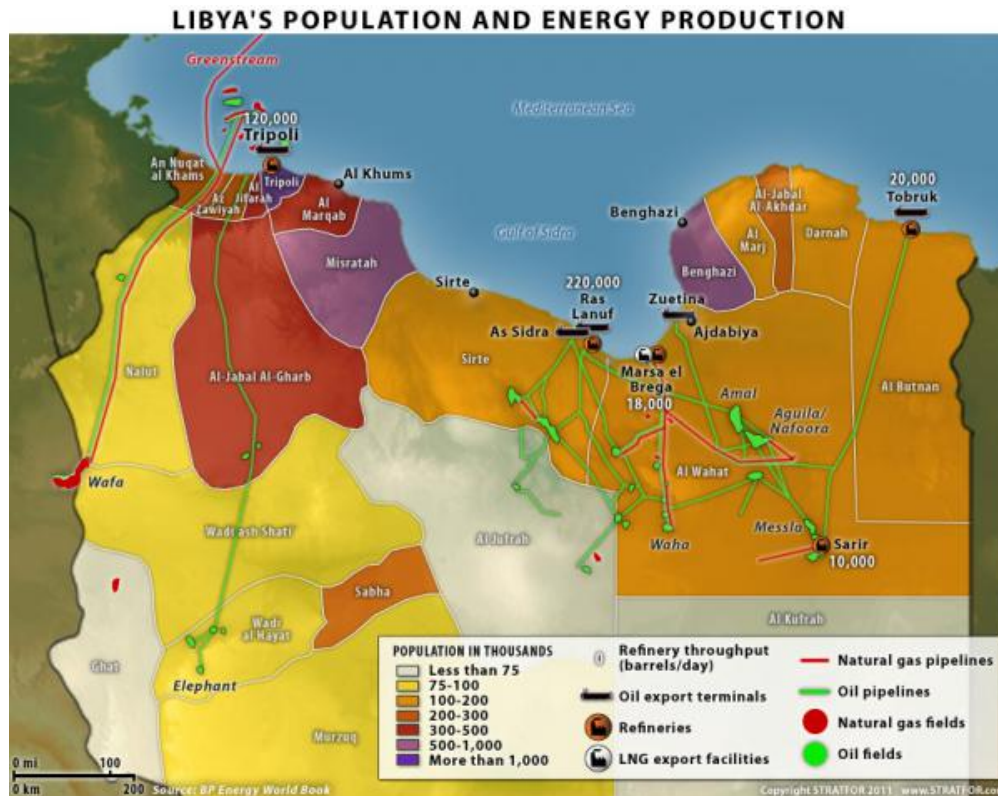 LIBYA'S POPULATION AND ENERGY PRODUCTION
Greenstream
Mediterranean Sea
120,000
Tripoli
An Nuqat
al Khams
Az
Zawiyah
Al
Jifarah
Tripoli
Al Khums
Al
Marqab
Misratah
Gulf of Sidra
Benghazi
Benghazi
Al
Marj
Al-Jabal
Al-Akhdar
Darnah
20,000
Tobruk
Sirte
220,000
Ras
Lanuf
As Sidra
Zuetina
Ajdabiya
Sirte
Marsa el
Brega
18,000
Amal
Aguila/
Nafoora
Al Butnan
Nalut
Al-Jabal Al-Gharb
Al Wahat
Wafa
Wadi ash Shati'
Al Jufrah
Waha
Messla
Sarir
10,000
Sabha
Wadi
al Hayat
Ghat
Elephant
Murzuq
Al Kufrah
POPULATION IN THOUSANDS
Less than 75
75-100
100-200
200-300
300-500
500-1,000
More than 1,000
0 Refinery throughput
(barrels/day)
Oil export terminals
Refineries
LNG export facilities
Natural gas pipelines
Oil pipelines
Natural gas fields
Oil fields
0 mi 100
0 km 200
Source: BP Energy World Book
Copyright STRATFOR 2011 www.STRATFOR.co